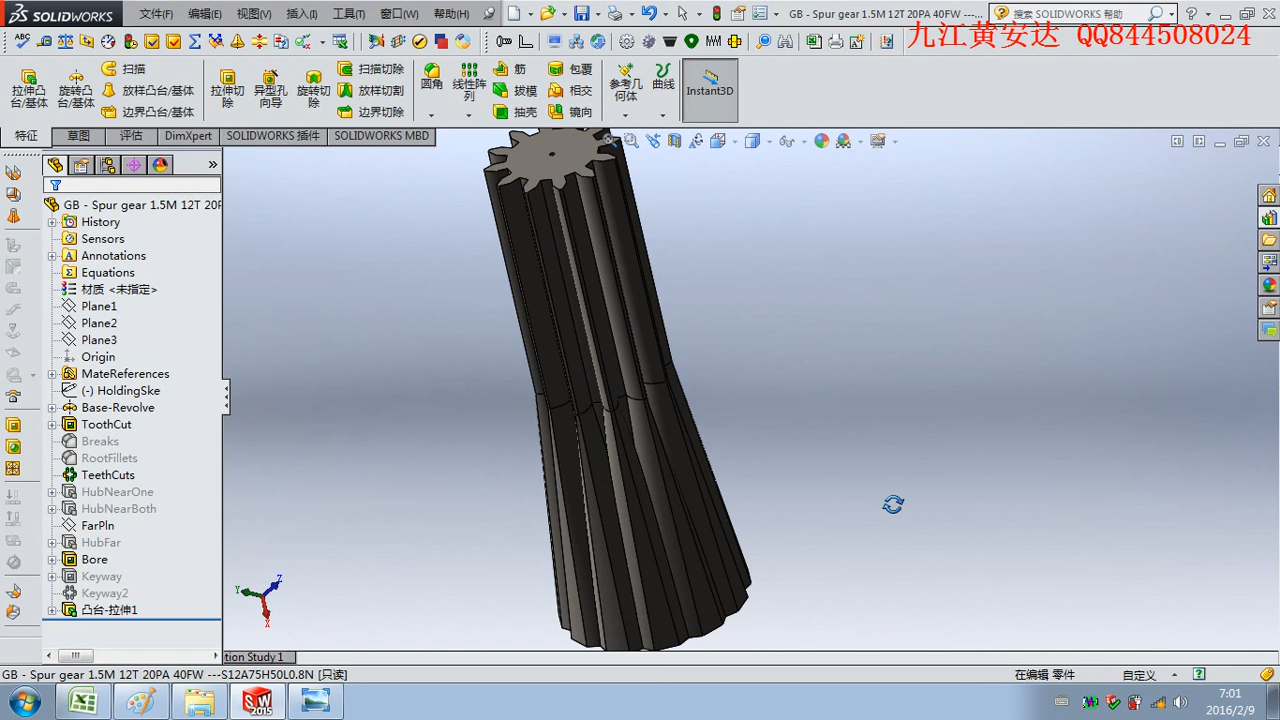 SOLIDWORKS
文件(F) 编辑(E) 视图(V) 插入(I) 工具(T) 窗口(W) 帮助(H)
GB - Spur gear 1.5M 12T 20PA 40FW ---...
搜索 SOLIDWORKS 帮助
九江黄安达 QQ844508024
拉伸凸台/基体
旋转凸台/基体
扫描
放样凸台/基体
边界凸台/基体
拉伸切除
异型孔向导
旋转切除
扫描切除
放样切割
边界切除
圆角
线性阵列
筋
拔模
抽壳
包覆
相交
镜向
参考几何体
曲线
Instant3D
特征 草图 评估 DimXpert SOLIDWORKS 插件 SOLIDWORKS MBD
GB - Spur gear 1.5M 12T 20P
History
Sensors
Annotations
Equations
材质 <未指定>
Plane1
Plane2
Plane3
Origin
MateReferences
(-) HoldingSke
Base-Revolve
ToothCut
Breaks
RootFillets
TeethCuts
HubNearOne
HubNearBoth
FarPln
HubFar
Bore
Keyway
Keyway2
凸台-拉伸1
Y Z X
tion Study 1
GB - Spur gear 1.5M 12T 20PA 40FW ---S12A75H50L0.8N [只读]
在编辑 零件 自定义
7:01
2016/2/9